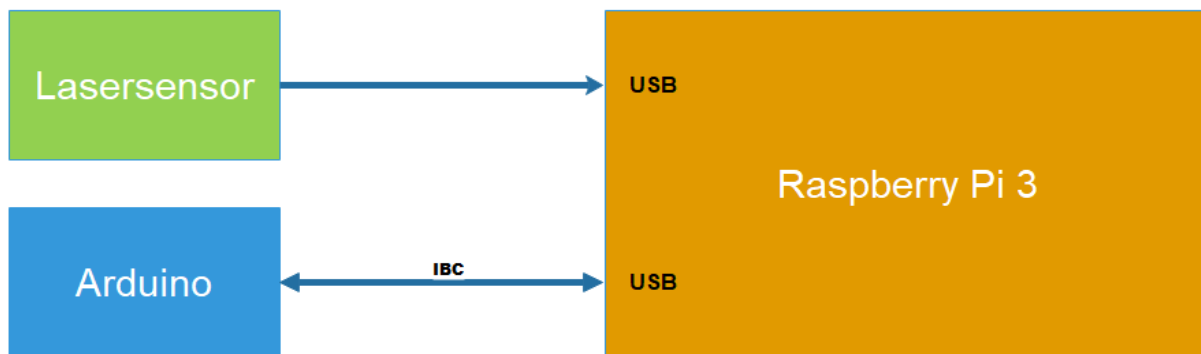 Lasersensor
USB
Raspberry Pi 3
Arduino
IBC
USB